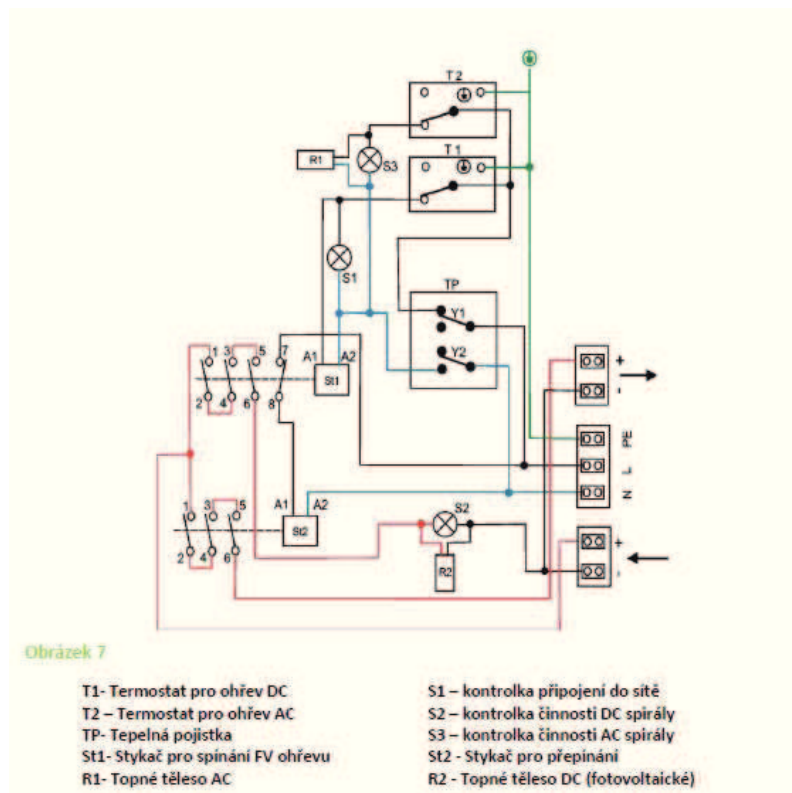 T2
R1
S3
T1
S1
TP
Y1
Y2
1 3 5 7
A1 A2
St1
2 4 6 8
+
-
PE
L
N
1 3 5
A1 A2
St2
2 4 6
S2
R2
+
-
Obrázek 7
T1- Termostat pro ohřev DC
T2 – Termostat pro ohřev AC
TP- Tepelná pojistka
St1- Stykač pro spínání FV ohřevu
R1- Topné těleso AC
S1 – kontrolka připojení do sítě
S2 – kontrolka činnosti DC spirály
S3 – kontrolka činnosti AC spirály
St2 - Stykač pro přepínání
R2 - Topné těleso DC (fotovoltaické)